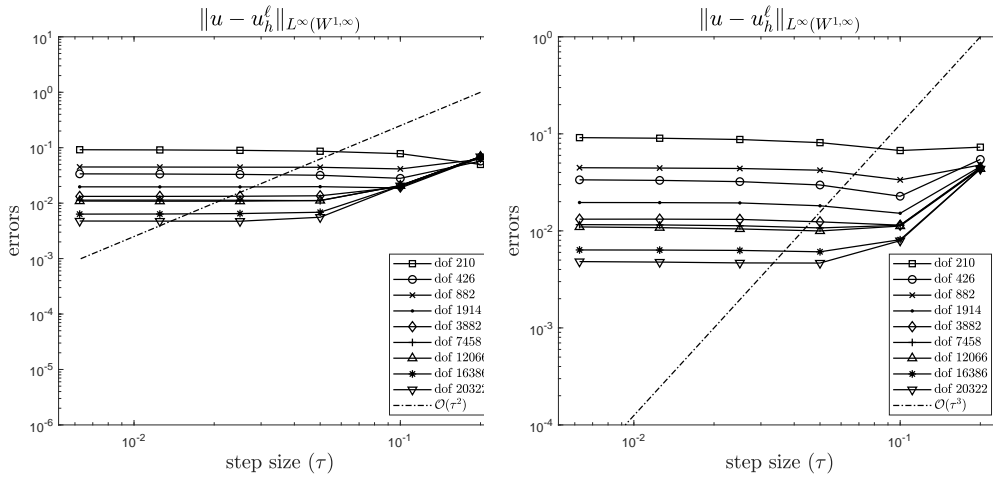 ‖u − u_h^ℓ‖_{L^∞(W^{1,∞})}
10^1
10^0
10^{-1}
10^{-2}
10^{-3}
10^{-4}
10^{-5}
10^{-6}
errors
10^{-2}
10^{-1}
step size (τ)
dof 210
dof 426
dof 882
dof 1914
dof 3882
dof 7458
dof 12066
dof 16386
dof 20322
O(τ^2)
‖u − u_h^ℓ‖_{L^∞(W^{1,∞})}
10^0
10^{-1}
10^{-2}
10^{-3}
10^{-4}
errors
10^{-2}
10^{-1}
step size (τ)
dof 210
dof 426
dof 882
dof 1914
dof 3882
dof 7458
dof 12066
dof 16386
dof 20322
O(τ^3)